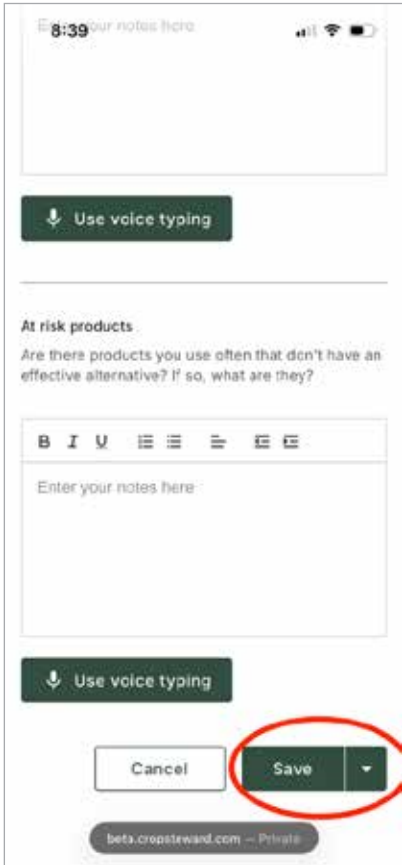 Enter your notes here
8:39
Use voice typing
At risk products
Are there products you use often that don't have an
effective alternative? If so, what are they?
B I U
Enter your notes here
Use voice typing
Cancel
Save
beta.cropsteward.com — Private